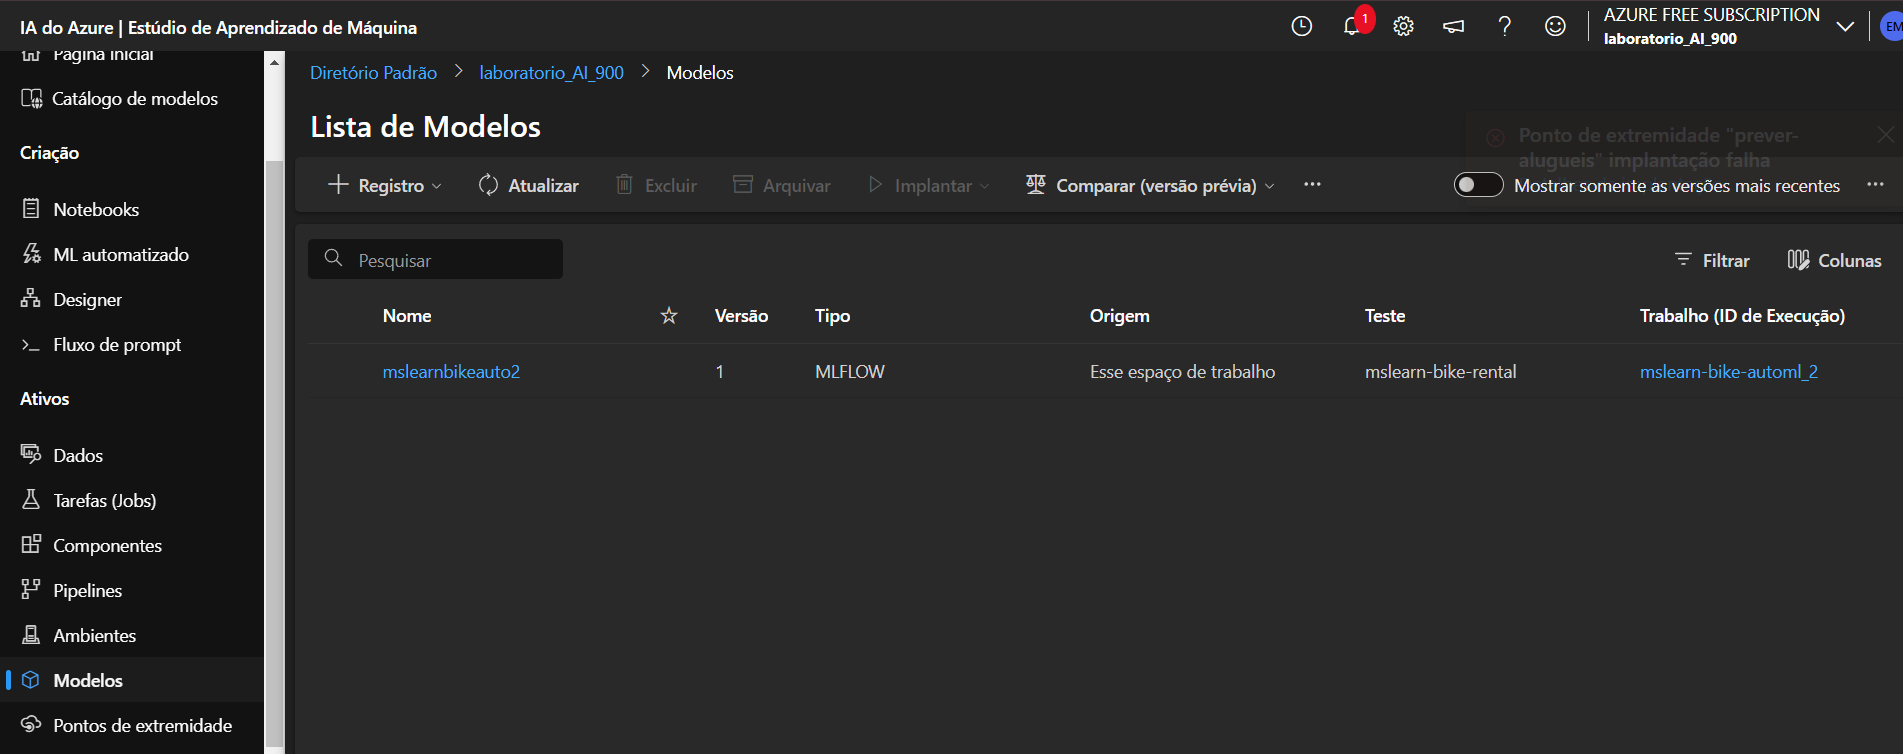 IA do Azure | Estúdio de Aprendizado de Máquina
1
AZURE FREE SUBSCRIPTION
laboratorio_AI_900
EM
Página inicial
Catálogo de modelos
Criação
Notebooks
ML automatizado
Designer
Fluxo de prompt
Ativos
Dados
Tarefas (Jobs)
Componentes
Pipelines
Ambientes
Modelos
Pontos de extremidade
Diretório Padrão > laboratorio_AI_900 > Modelos
Lista de Modelos
Ponto de extremidade "prever-
alugueis" implantação falha
Registro Atualizar Excluir Arquivar Implantar Comparar (versão prévia) ... Mostrar somente as versões mais recentes ...
Pesquisar
Filtrar Colunas
Nome Versão Tipo Origem Teste Trabalho (ID de Execução)
mslearnbikeauto2 1 MLFLOW Esse espaço de trabalho mslearn-bike-rental mslearn-bike-automl_2